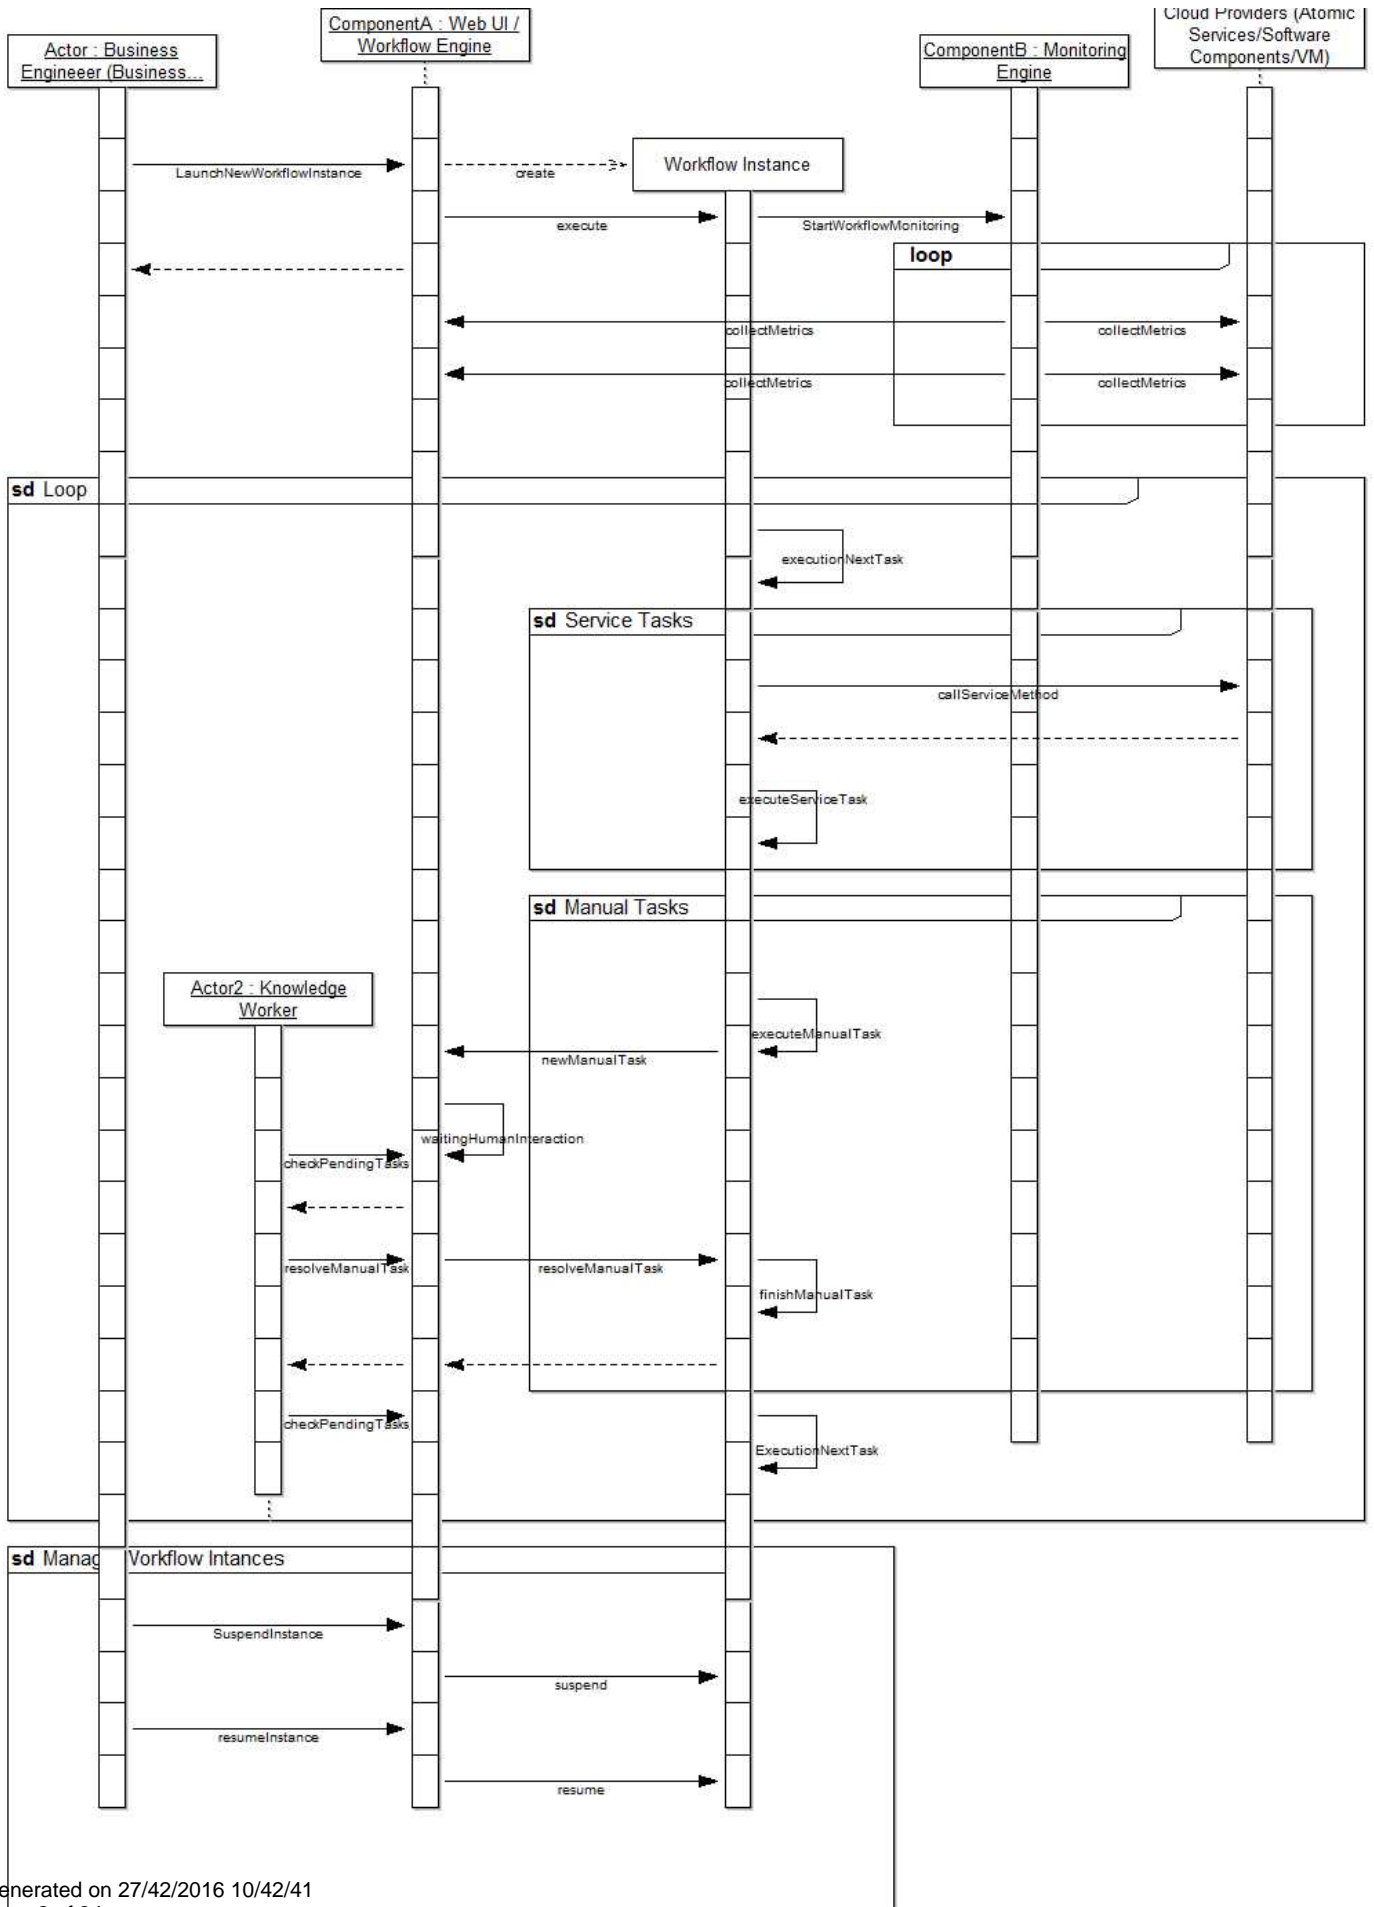 Actor : Business
Engineeer (Business...
ComponentA : Web UI /
Workflow Engine
ComponentB : Monitoring
Engine
Cloud Providers (Atomic
Services/Software
Components/VM)
LaunchNewWorkflowInstance
create
Workflow Instance
execute
StartWorkflowMonitoring
loop
collectMetrics
collectMetrics
collectMetrics
collectMetrics
sd Loop
executionNextTask
sd Service Tasks
callServiceMethod
executeServiceTask
sd Manual Tasks
Actor2 : Knowledge
Worker
executeManualTask
newManualTask
waitingHumanInteraction
checkPendingTasks
resolveManualTask
resolveManualTask
finishManualTask
checkPendingTasks
ExecutionNextTask
sd Manag Workflow Intances
SuspendInstance
suspend
resumeInstance
resume
enerated on 27/42/2016 10/42/41